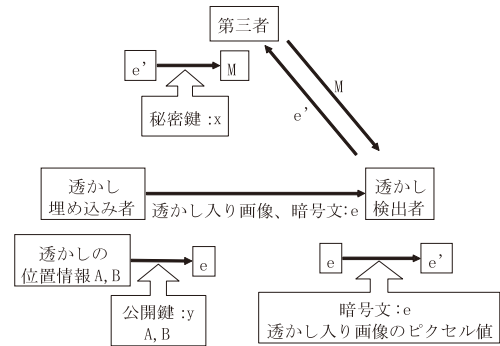 第三者
e'
M
秘密鍵:x
M
e'
透かし
埋め込み者
透かし
検出者
透かし入り画像、暗号文:e
透かしの
位置情報A,B
e
公開鍵:y
A,B
e
e'
暗号文:e
透かし入り画像のピクセル値